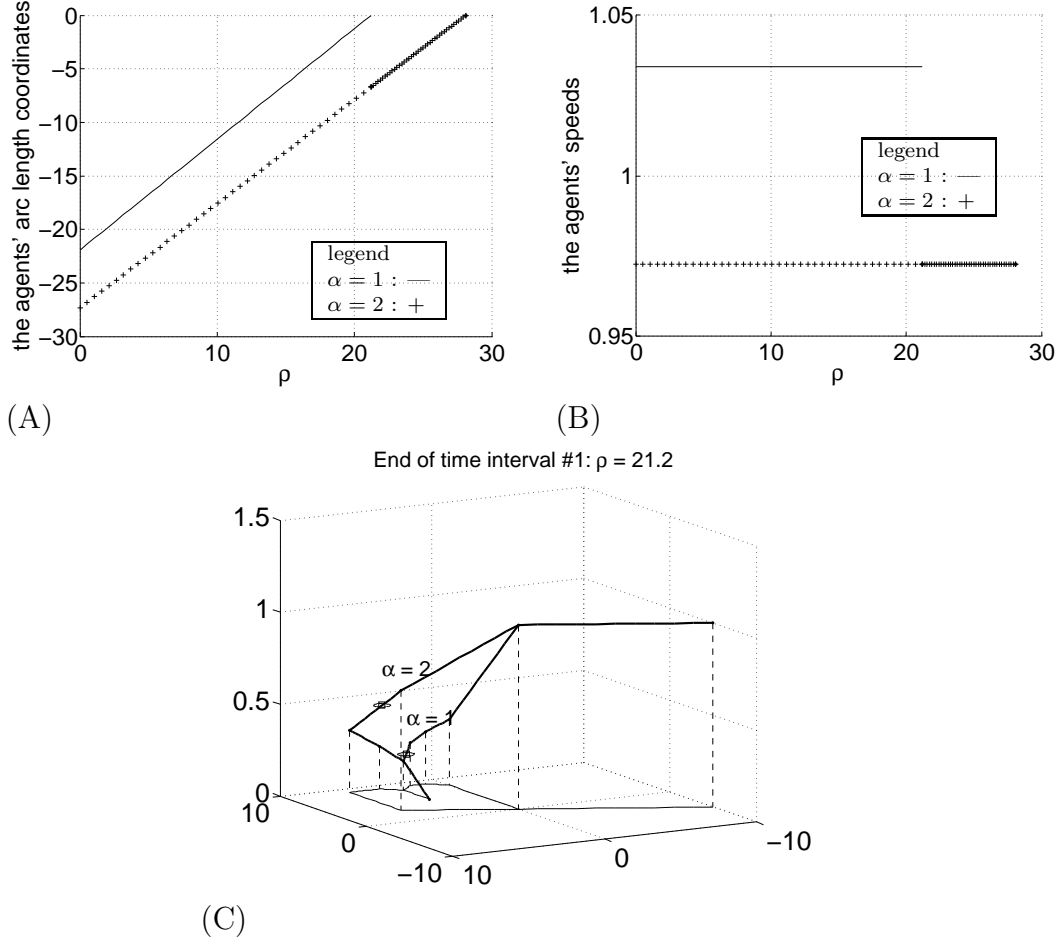 the agents' arc length coordinates
0
−5
−10
−15
−20
−25
−30
0
10
20
30
ρ
legend
α = 1 : —
α = 2 : +
(A)
the agents' speeds
1.05
1
0.95
0
10
20
30
ρ
legend
α = 1 : —
α = 2 : +
(B)
End of time interval #1: ρ = 21.2
1.5
1
0.5
0
α = 2
α = 1
10
0
−10
10
0
−10
(C)